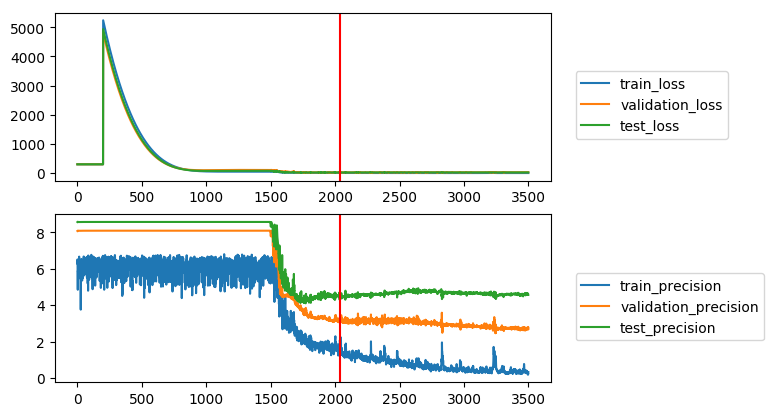 5000
4000
3000
2000
1000
0
0 500 1000 1500 2000 2500 3000 3500
train_loss
validation_loss
test_loss
8
6
4
2
0
0 500 1000 1500 2000 2500 3000 3500
train_precision
validation_precision
test_precision